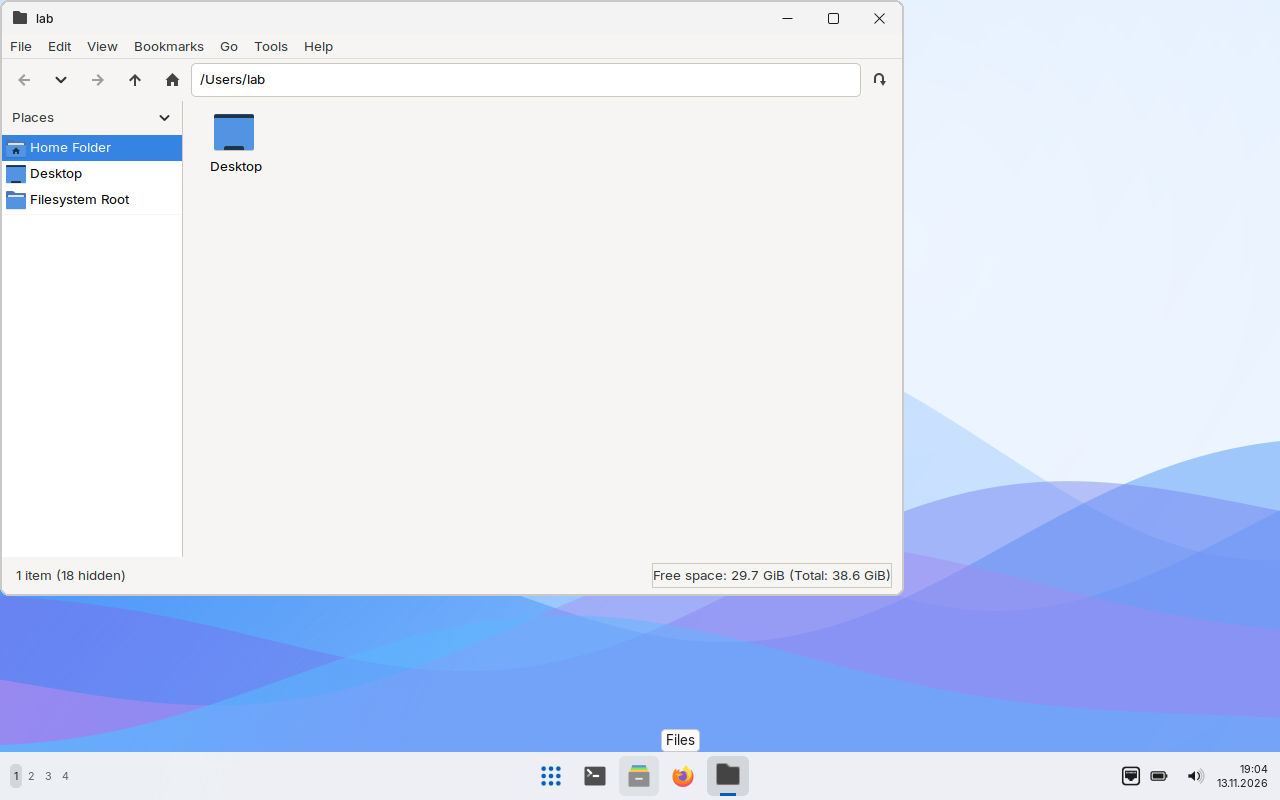 lab
File Edit View Bookmarks Go Tools Help
/Users/lab
Places
Home Folder
Desktop
Filesystem Root
Desktop
1 item (18 hidden)
Free space: 29.7 GiB (Total: 38.6 GiB)
Files
1 2 3 4
19:04
13.11.2026